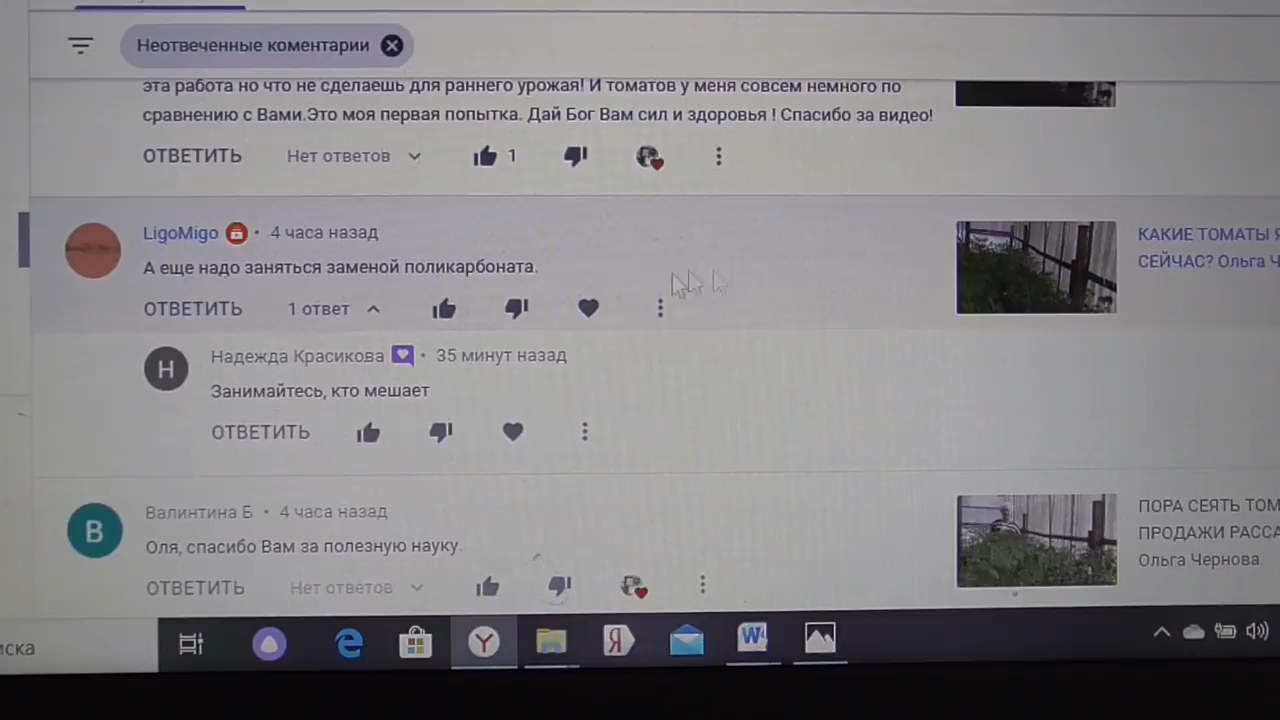 Неотвеченные коментарии
эта работа но что не сделаешь для раннего урожая! И томатов у меня совсем немного по
сравнению с Вами.Это моя первая попытка. Дай Бог Вам сил и здоровья ! Спасибо за видео!
ОТВЕТИТЬ Нет ответов 1
LigoMigo • 4 часа назад
А еще надо заняться заменой поликарбоната.
ОТВЕТИТЬ 1 ответ
КАКИЕ ТОМАТЫ Я
СЕЙЧАС? Ольга Ч
Н
Надежда Красикова • 35 минут назад
Занимайтесь, кто мешает
ОТВЕТИТЬ
В
Валинтина Б • 4 часа назад
Оля, спасибо Вам за полезную науку.
ОТВЕТИТЬ Нет ответов
ПОРА СЕЯТЬ ТОМ
ПРОДАЖИ РАССА
Ольга Чернова.
иска
Y
Я
W